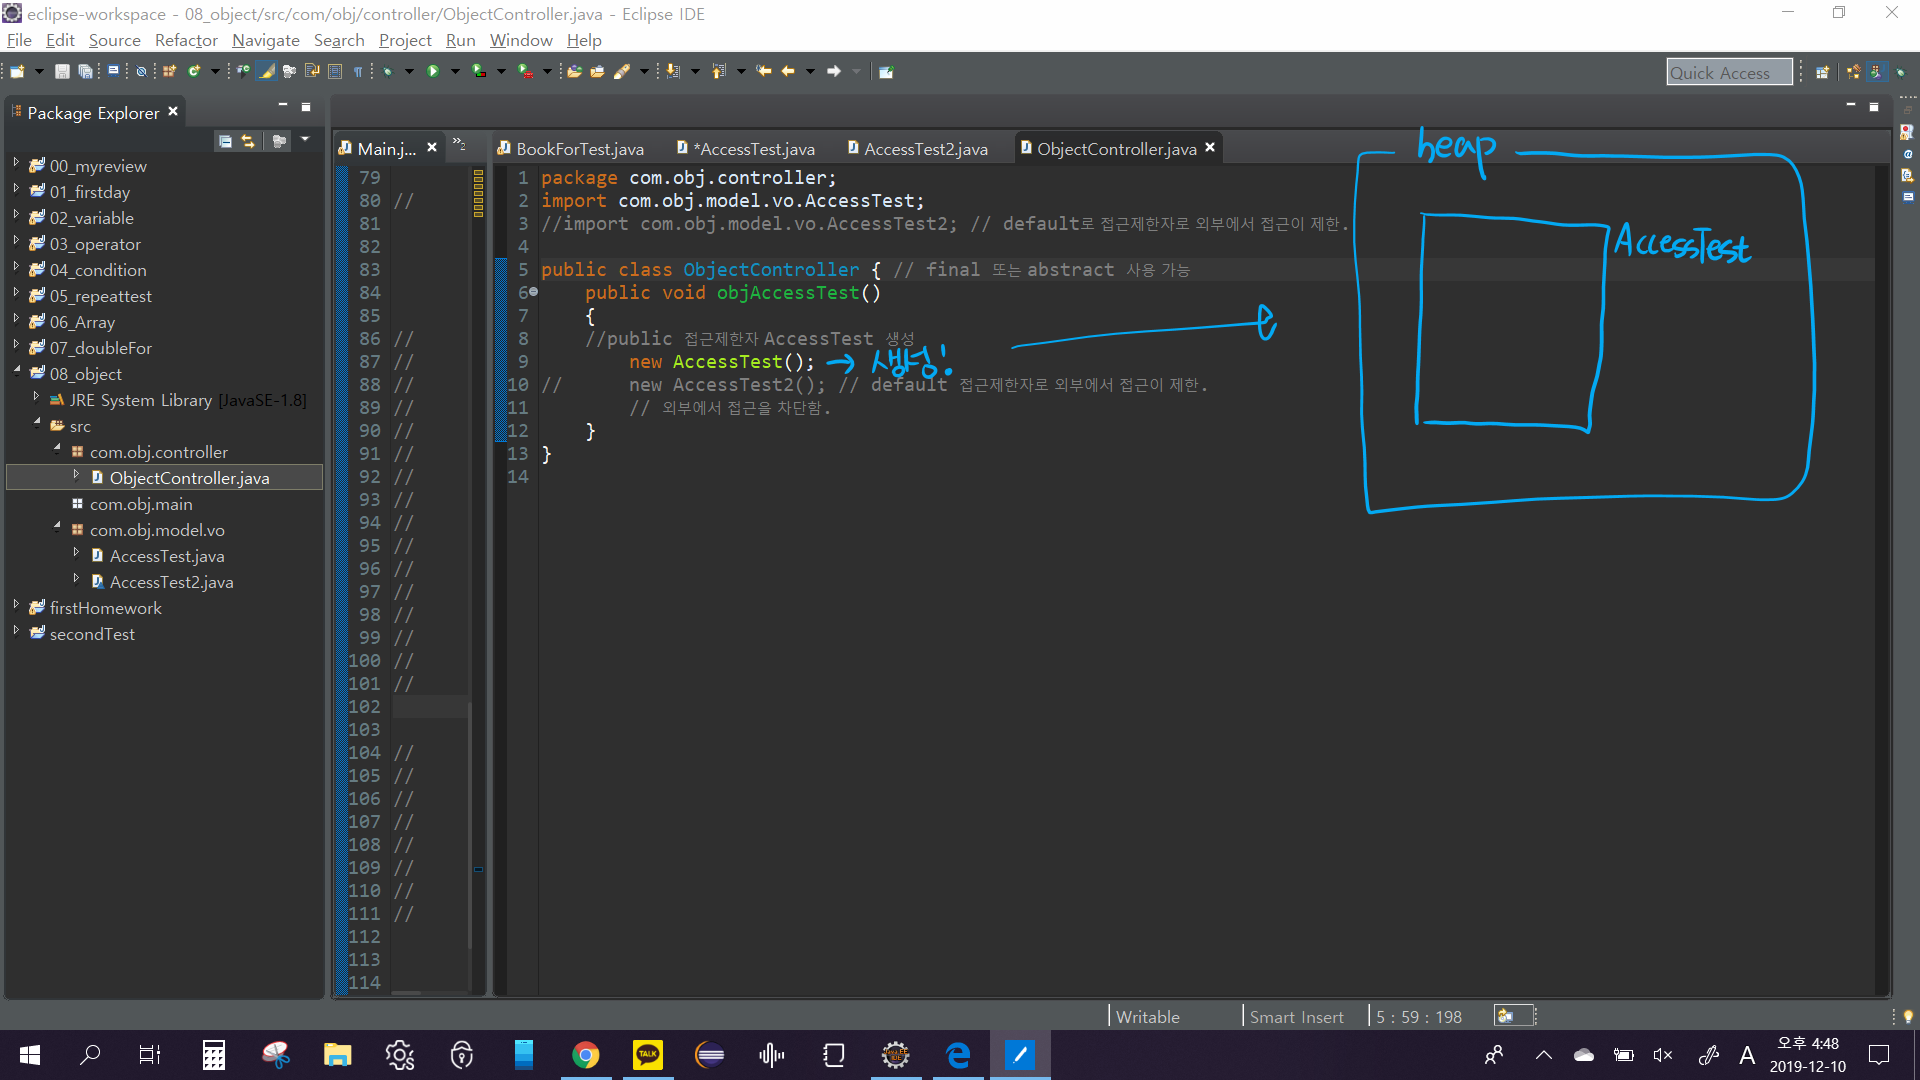 eclipse-workspace - 08_object/src/com/obj/controller/ObjectController.java - Eclipse IDE
File Edit Source Refactor Navigate Search Project Run Window Help
Quick Access
Package Explorer
00_myreview
01_firstday
02_variable
03_operator
04_condition
05_repeattest
06_Array
07_doubleFor
08_object
JRE System Library [JavaSE-1.8]
src
com.obj.controller
ObjectController.java
com.obj.main
com.obj.model.vo
AccessTest.java
AccessTest2.java
firstHomework
secondTest
Main.j... »2
79
80 //
81
82
83
84
85
86 //
87 //
88 //
89 //
90 //
91 //
92 //
93 //
94 //
95 //
96 //
97 //
98 //
99 //
100 //
101 //
102
103
104 //
105 //
106 //
107 //
108 //
109 //
110 //
111 //
112
113
114
BookForTest.java *AccessTest.java AccessTest2.java ObjectController.java
1 package com.obj.controller;
2 import com.obj.model.vo.AccessTest;
3 //import com.obj.model.vo.AccessTest2; // default로 접근제한자로 외부에서 접근이 제한.
4
5 public class ObjectController { // final 또는 abstract 사용 가능
6 public void objAccessTest()
7 {
8 //public 접근제한자 AccessTest 생성
9 new AccessTest(); → 생성!
10 // new AccessTest2(); // default 접근제한자로 외부에서 접근이 제한.
11 // 외부에서 접근을 차단함.
12 }
13 }
14
heap
AccessTest
Writable Smart Insert 5 : 59 : 198
TALK
A 오후 4:48
2019-12-10